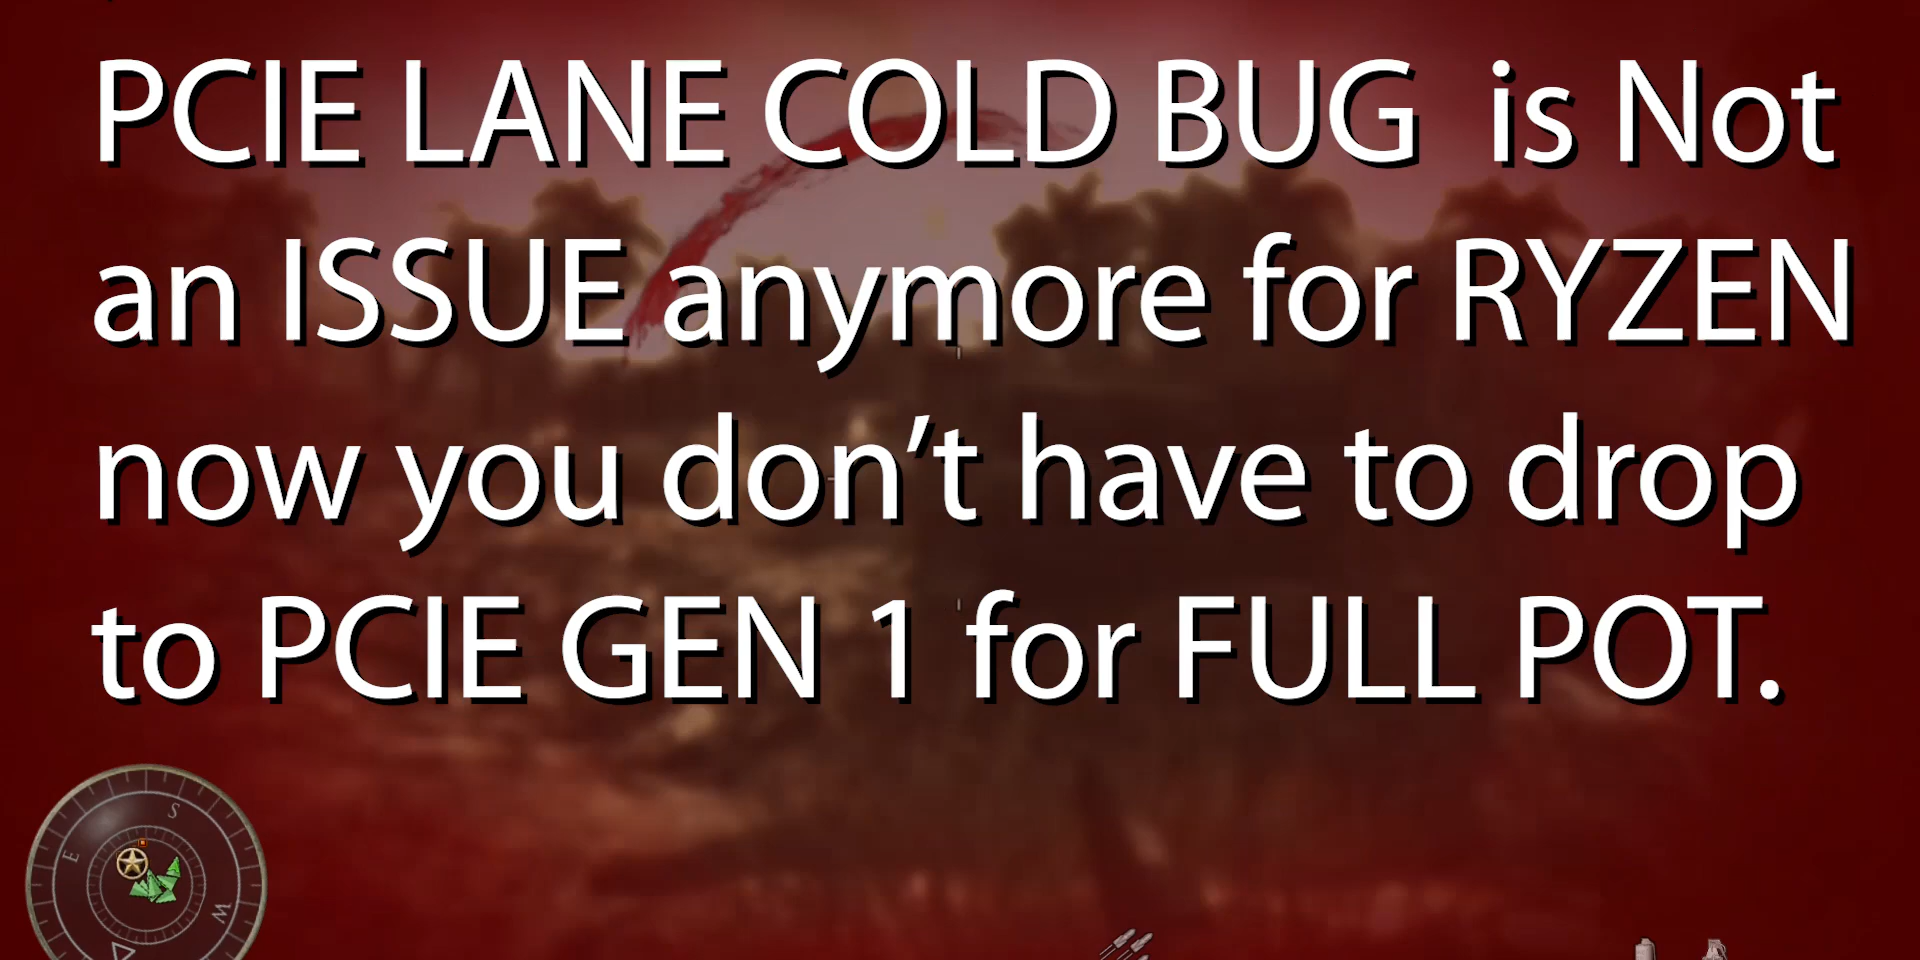 PCIE LANE COLD BUG  is Not
an ISSUE anymore for RYZEN
now you don’t have to drop
to PCIE GEN 1 for FULL POT.
S
E
W